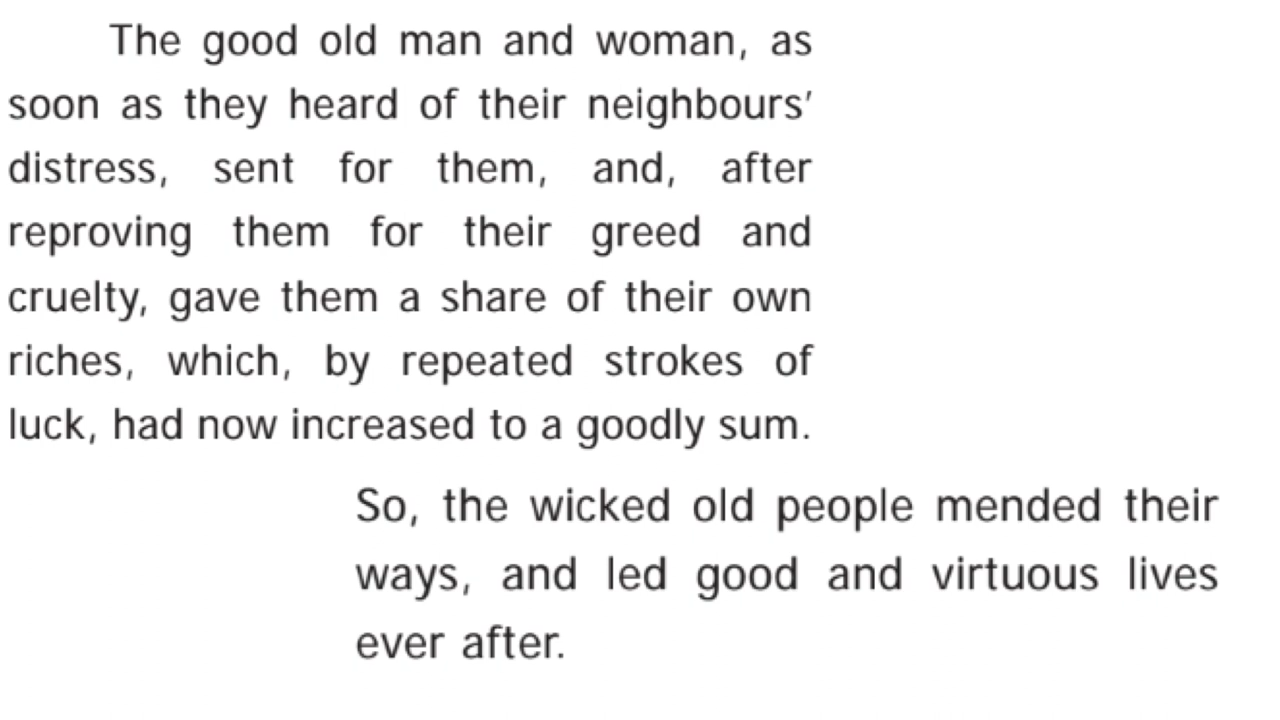 The good old man and woman, as
soon as they heard of their neighbours'
distress, sent for them, and, after
reproving them for their greed and
cruelty, gave them a share of their own
riches, which, by repeated strokes of
luck, had now increased to a goodly sum.
So, the wicked old people mended their
ways, and led good and virtuous lives
ever after.